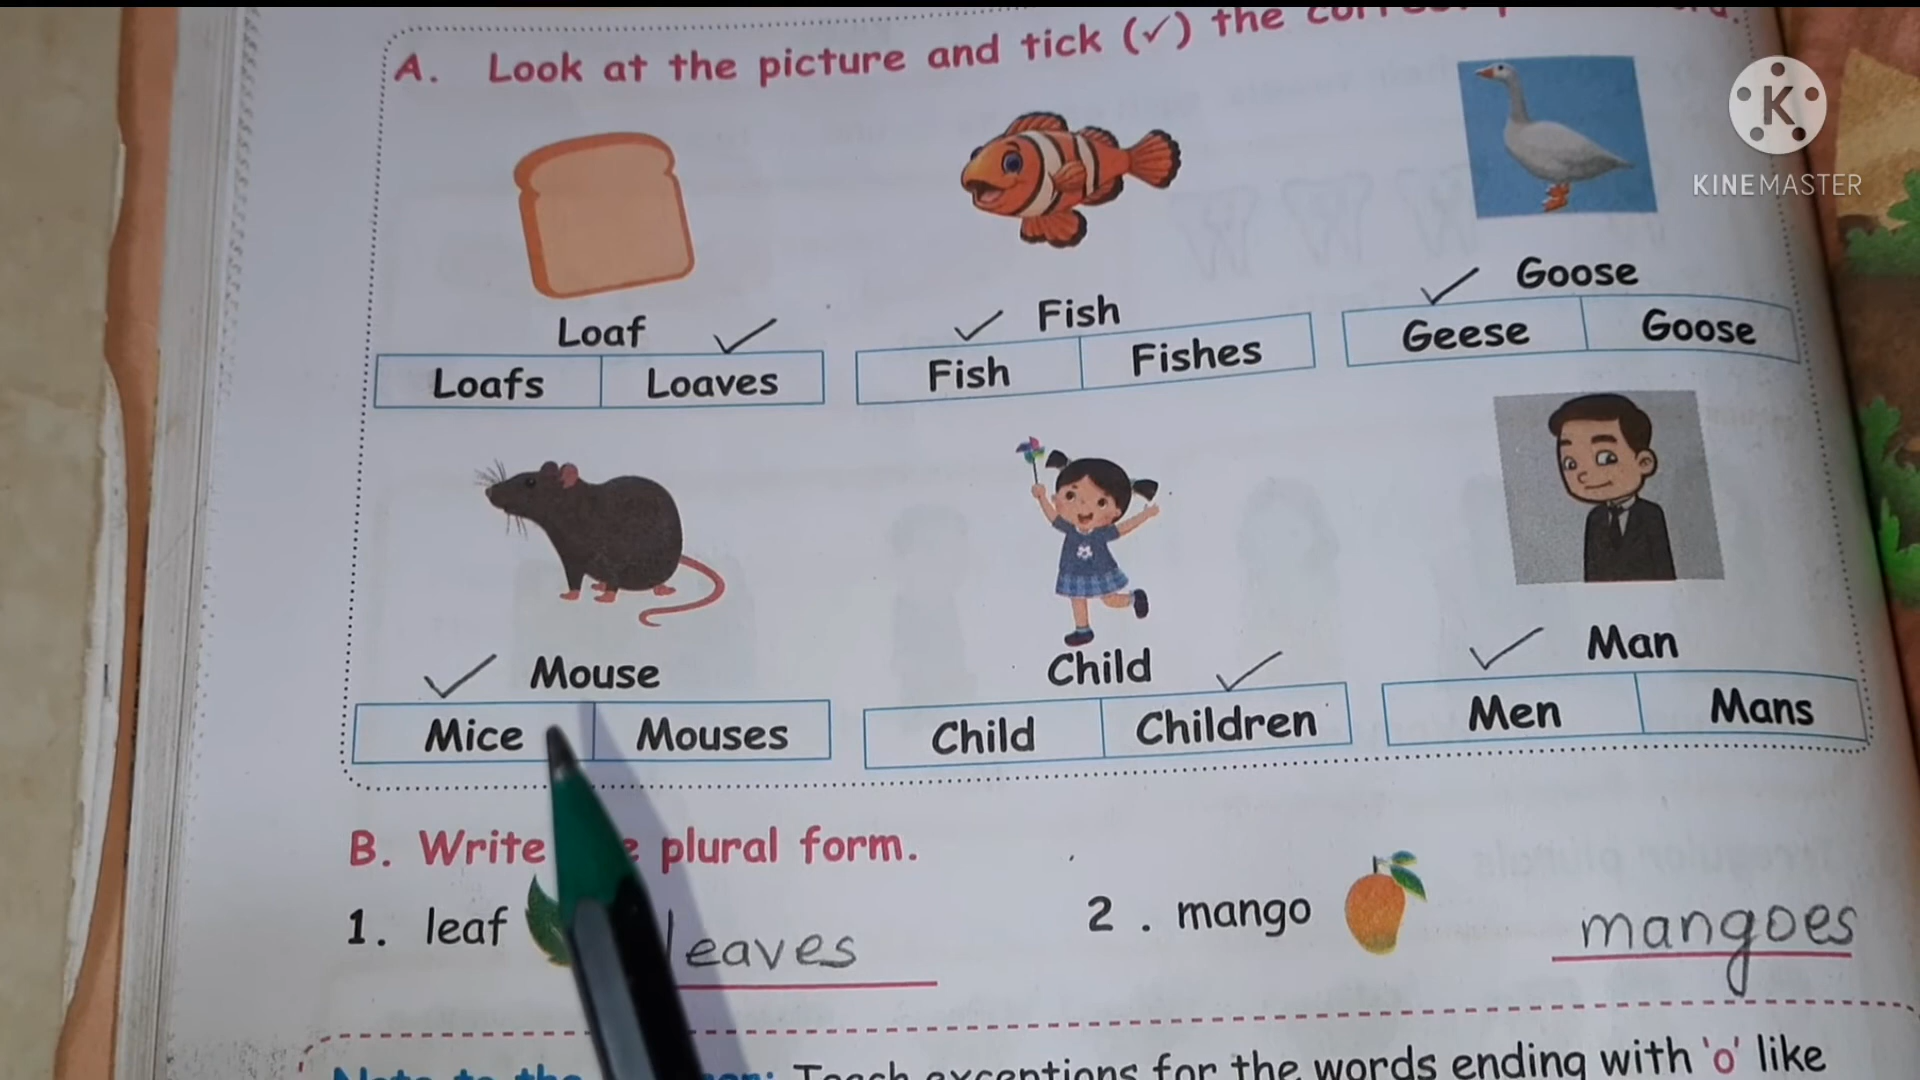 A. Look at the picture and tick (✓) the
KINEMASTER
Loaf
Fish
Goose
Loafs Loaves
Fish Fishes
Geese Goose
Mouse
Child
Man
Mice Mouses
Child Children
Men Mans
B. Write plural form.
1. leaf leaves
2 . mango mangoes
Teach exceptions for the words ending with 'o' like